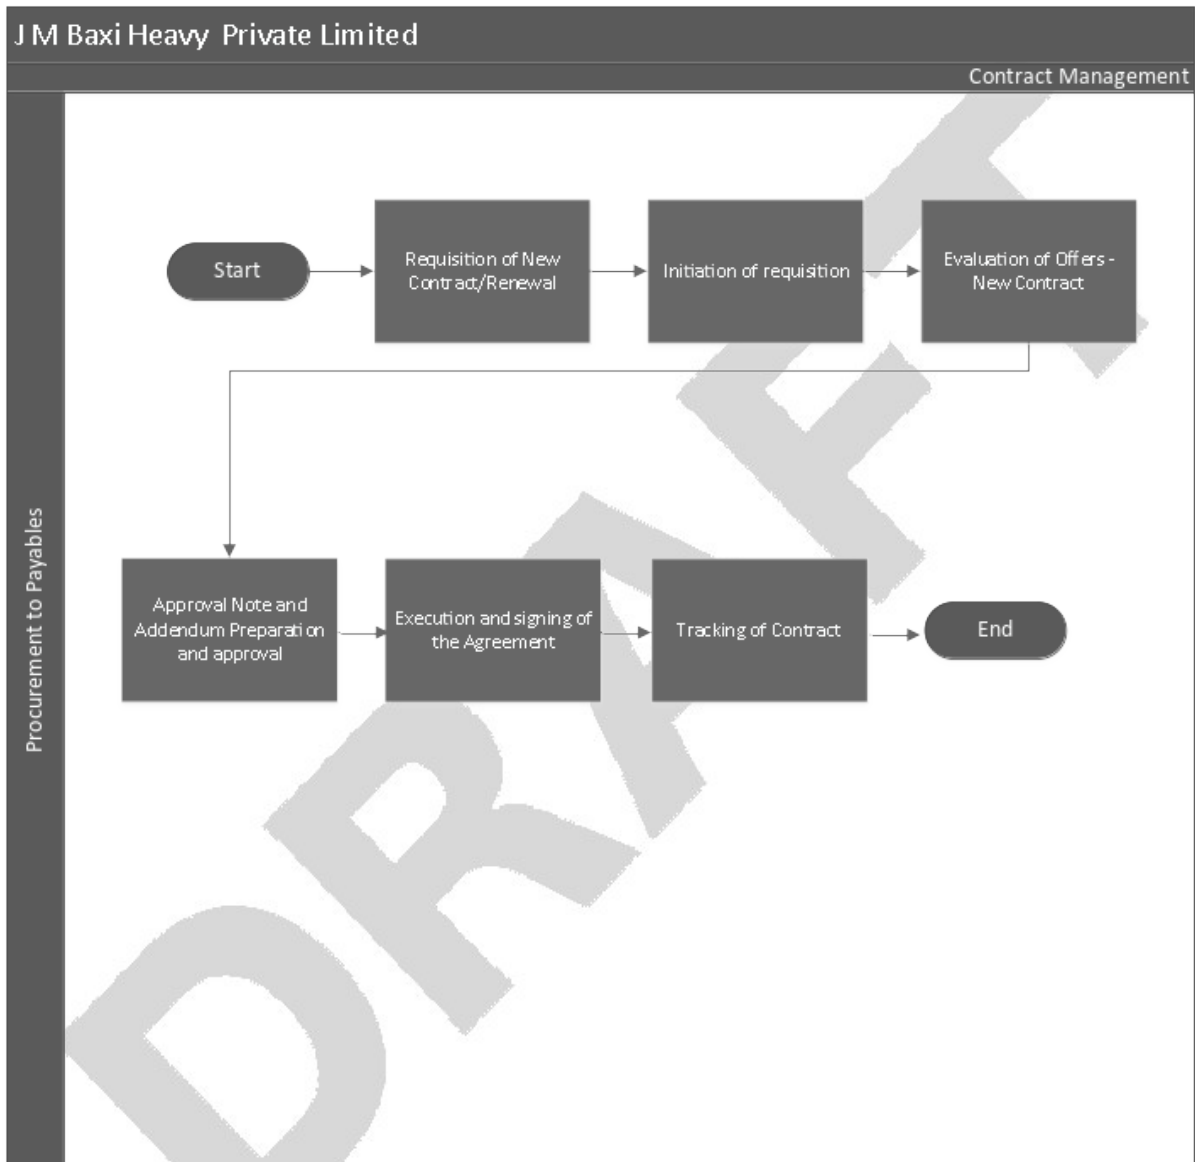 J M Baxi Heavy Private Limited
Contract Management
Procurement to Payables
Start
Requisition of New
Contract/Renewal
Initiation of requisition
Evaluation of Offers -
New Contract
Approval Note and
Addendum Preparation
and approval
Execution and signing of
the Agreement
Tracking of Contract
End
DRAFT